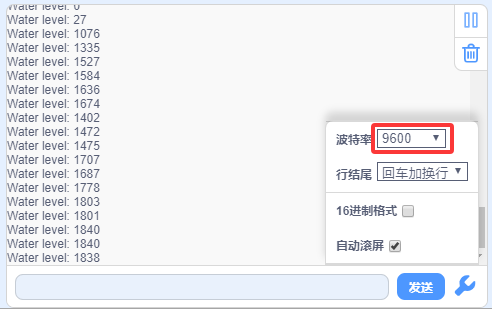 Water level: 0
Water level: 27
Water level: 1076
Water level: 1335
Water level: 1527
Water level: 1584
Water level: 1636
Water level: 1674
Water level: 1402
Water level: 1472
Water level: 1475
Water level: 1707
Water level: 1687
Water level: 1778
Water level: 1803
Water level: 1801
Water level: 1840
Water level: 1840
Water level: 1838
波特率 9600
行结尾 回车加换行
16进制格式
自动滚屏
发送